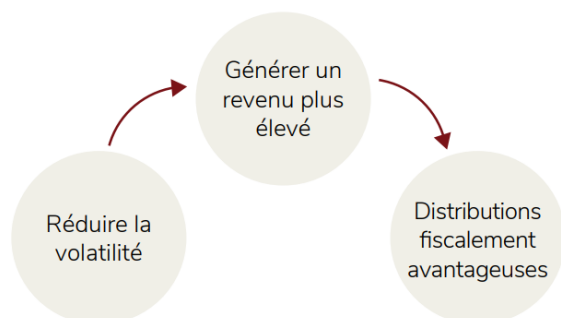 Réduire la
volatilité
Générer un
revenu plus
élevé
Distributions
fiscalement
avantageuses